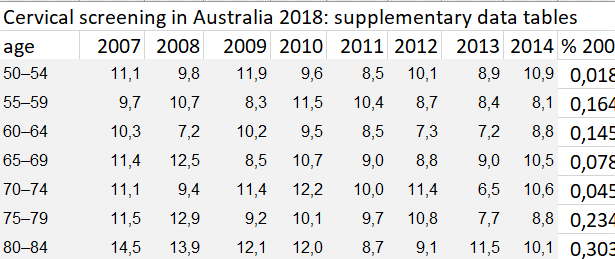 Cervical screening in Australia 2018: supplementary data tables
age 2007 2008 2009 2010 2011 2012 2013 2014 % 200
50–54 11,1 9,8 11,9 9,6 8,5 10,1 8,9 10,9 0,018
55–59 9,7 10,7 8,3 11,5 10,4 8,7 8,4 8,1 0,164
60–64 10,3 7,2 10,2 9,5 8,5 7,3 7,2 8,8 0,145
65–69 11,4 12,5 8,5 10,7 9,0 8,8 9,0 10,5 0,078
70–74 11,1 9,4 11,4 12,2 10,0 11,4 6,5 10,6 0,045
75–79 11,5 12,9 9,2 10,1 9,7 10,8 7,7 8,8 0,234
80–84 14,5 13,9 12,1 12,0 8,7 9,1 11,5 10,1 0,303